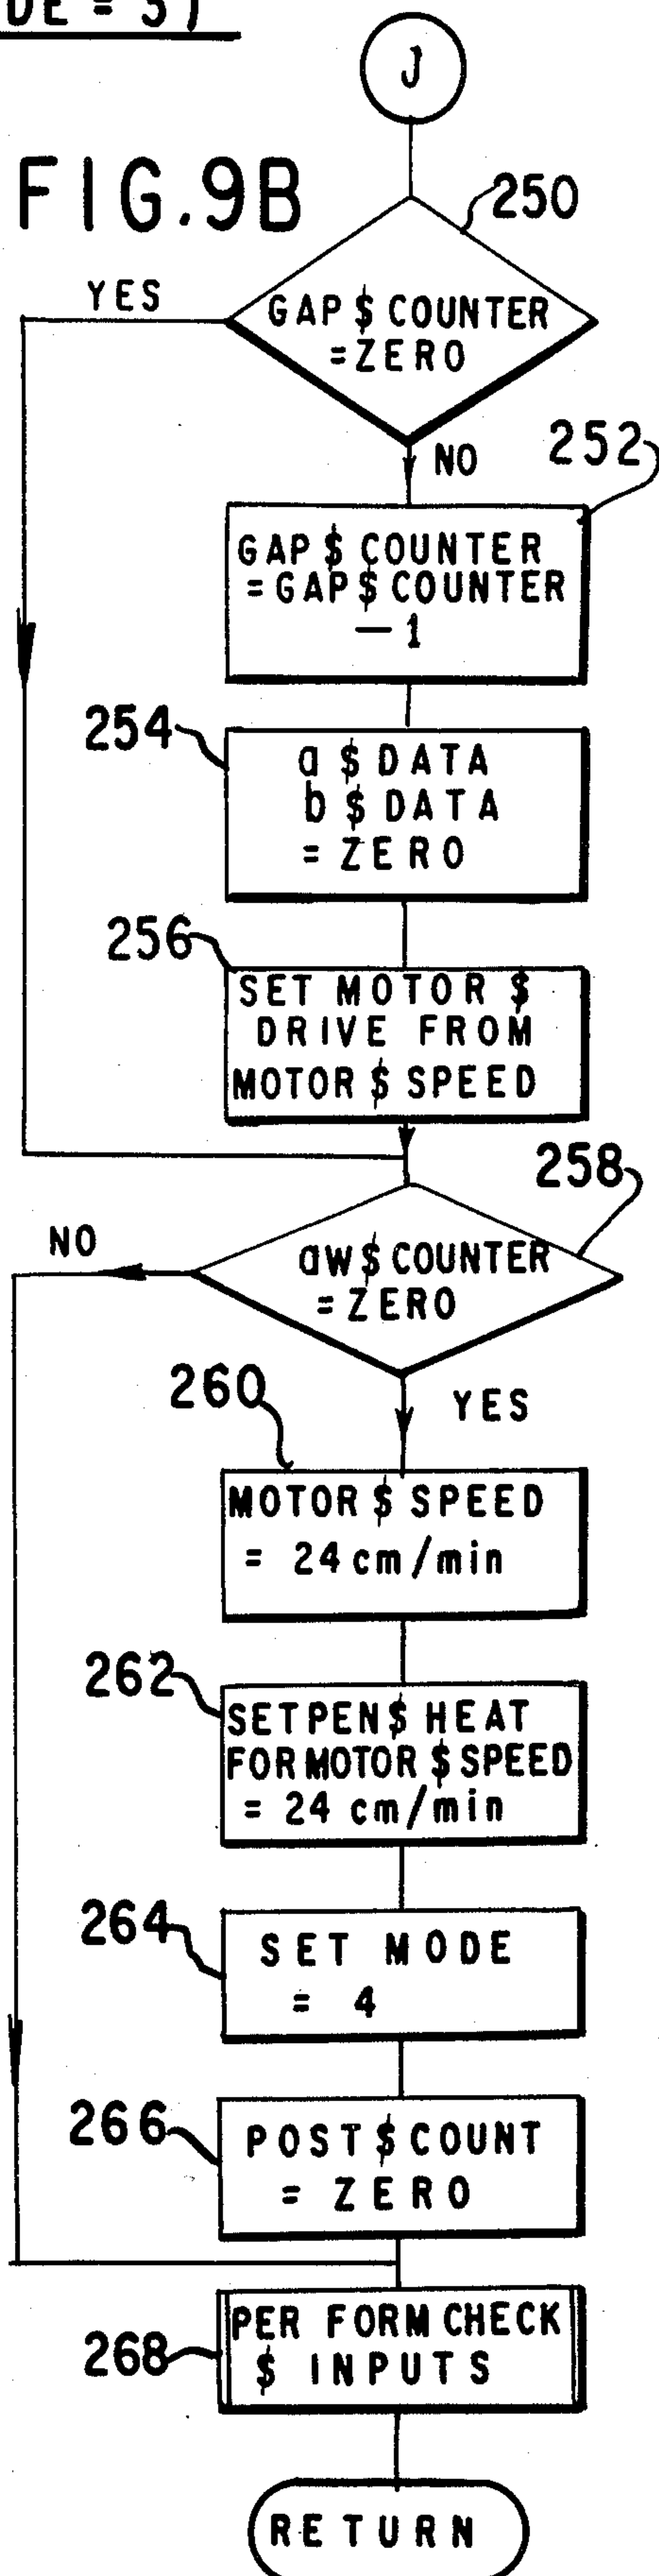 DE = 3)
J
FIG.9B
250
YES
GAP $ COUNTER
=ZERO
NO
252
GAP $ COUNTER
=GAP$ COUNTER
— 1
254
a $ DATA
b $ DATA
= ZERO
256
SET MOTOR $
DRIVE FROM
MOTOR $ SPEED
258
NO
aw$ COUNTER
= ZERO
260
YES
MOTOR $ SPEED
= 24 cm/min
262
SETPEN$ HEAT
FOR MOTOR $ SPEED
= 24 cm/min
264
SET MODE
= 4
266
POST $ COUNT
= ZERO
268
PER FORM CHECK
$ INPUTS
RETURN